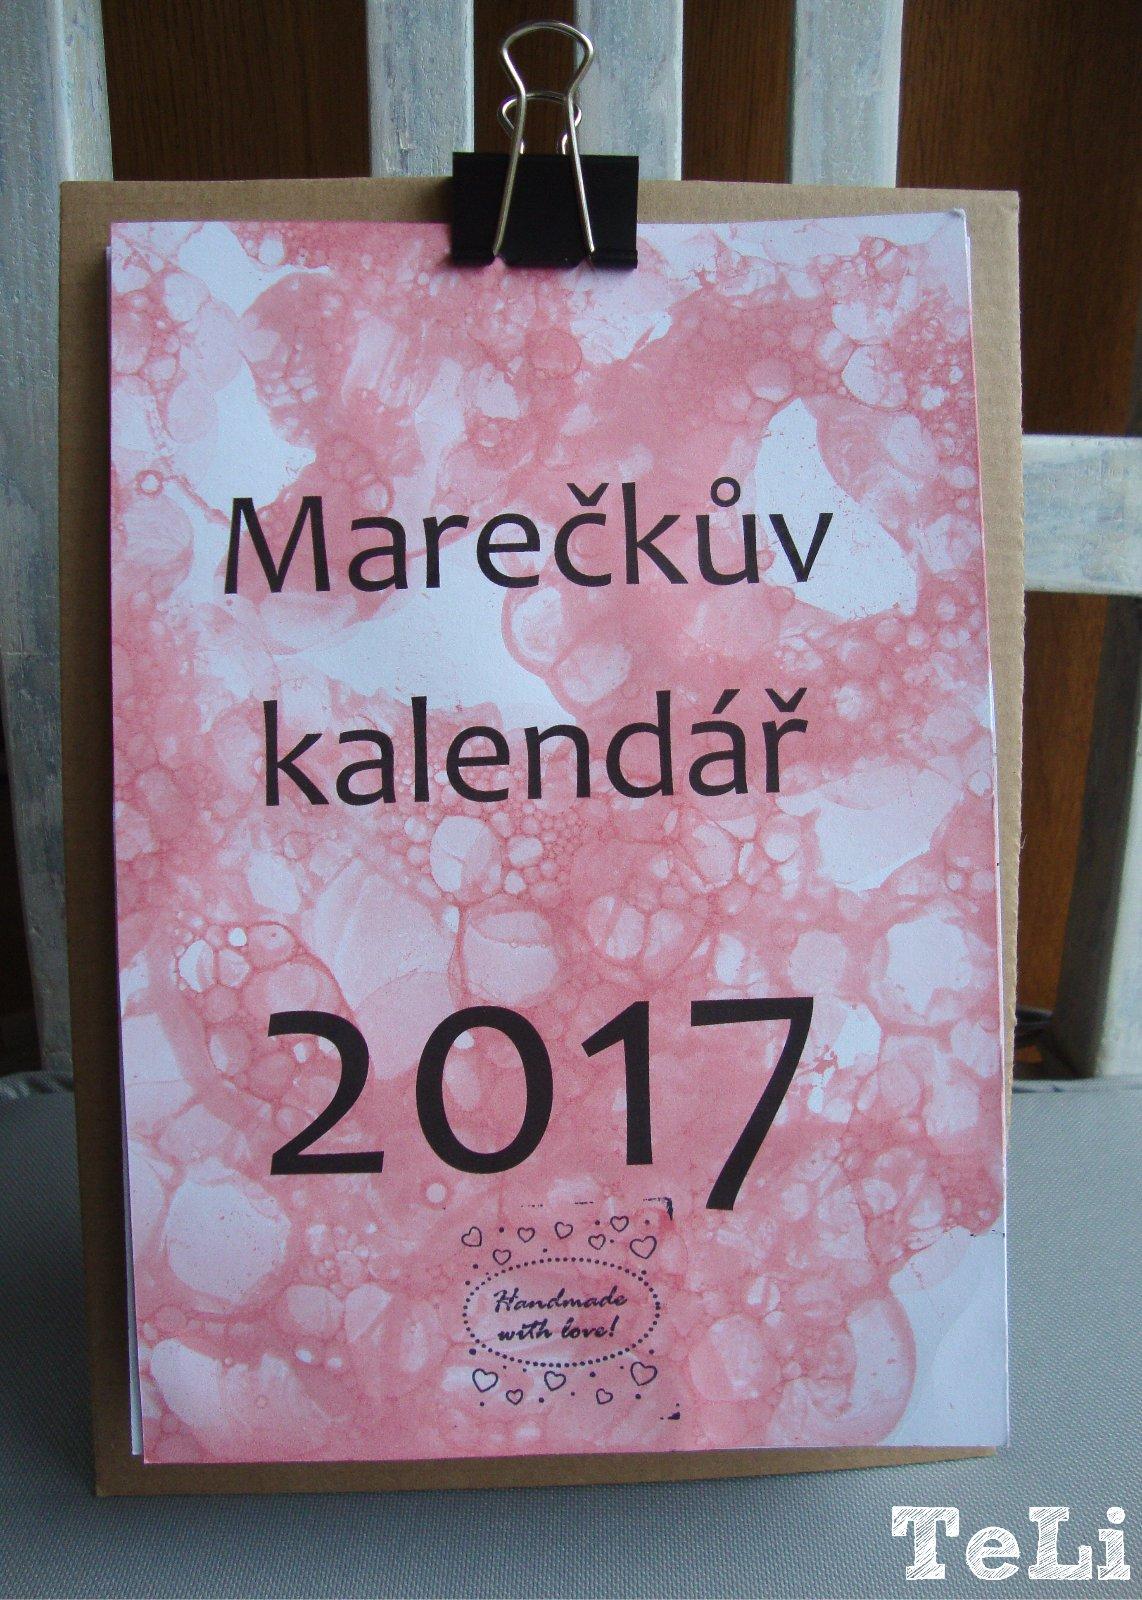 Marečkův
kalendář
2017
Handmade
with love!
TeLi